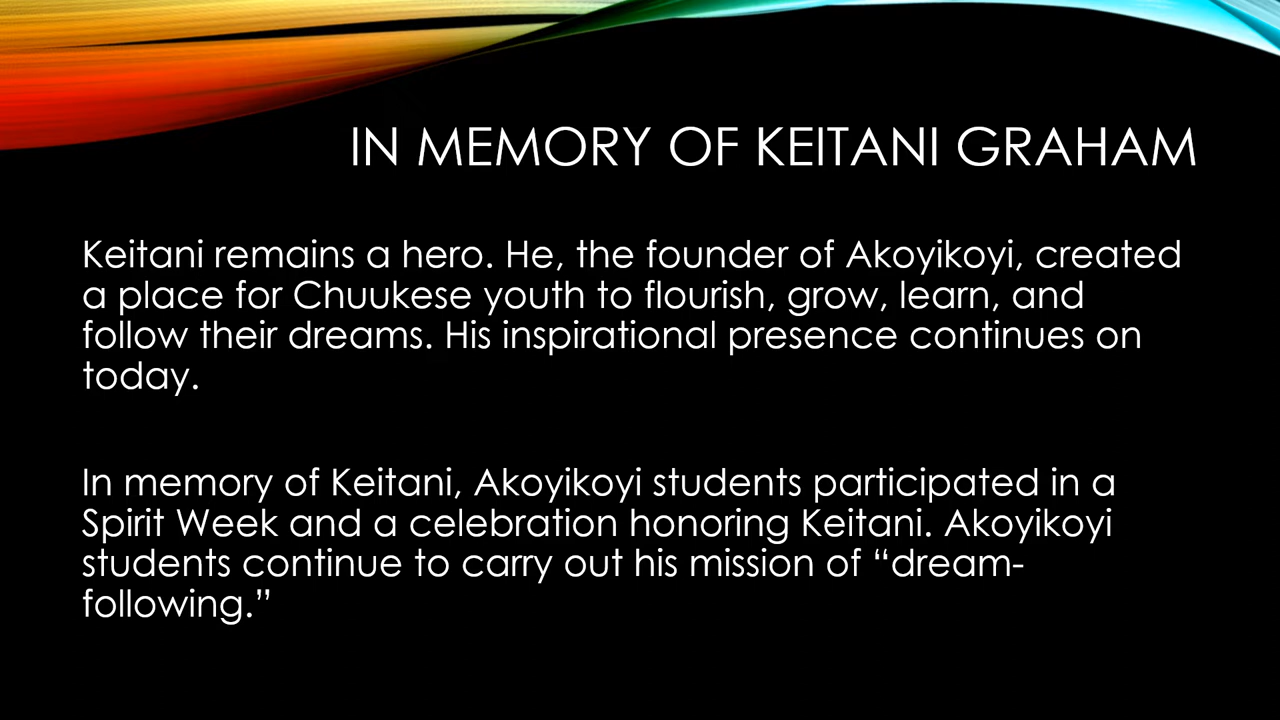 IN MEMORY OF KEITANI GRAHAM
Keitani remains a hero. He, the founder of Akoyikoyi, created
a place for Chuukese youth to flourish, grow, learn, and
follow their dreams. His inspirational presence continues on
today.
In memory of Keitani, Akoyikoyi students participated in a
Spirit Week and a celebration honoring Keitani. Akoyikoyi
students continue to carry out his mission of “dream-
following.”